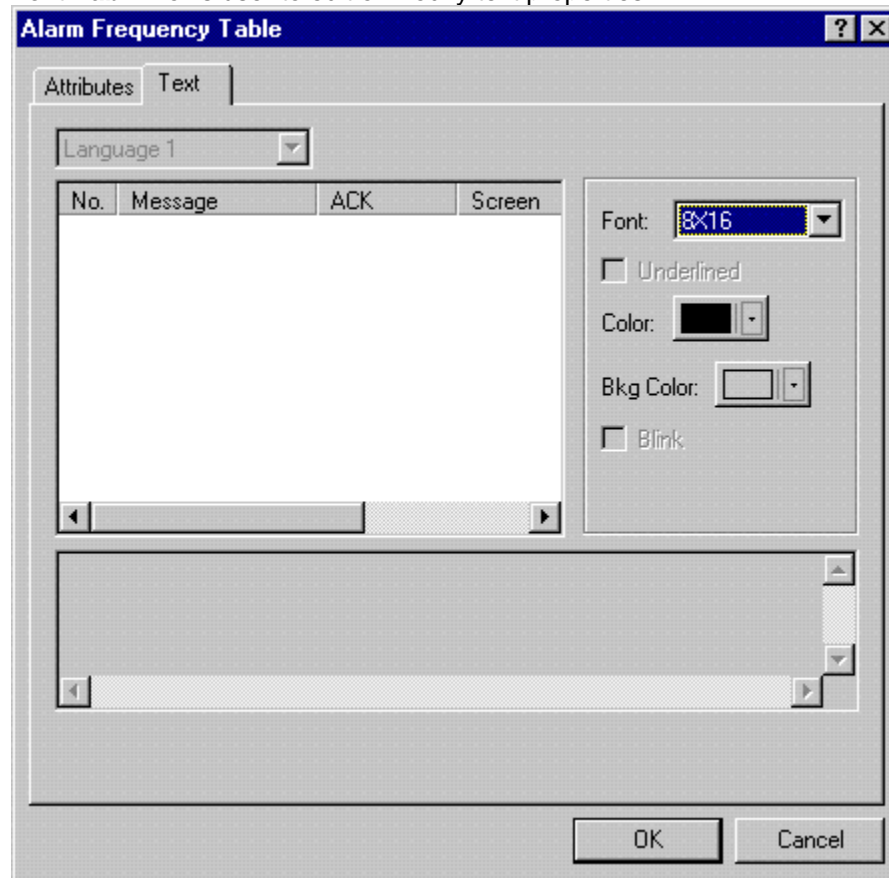 Alarm Frequency Table
Attributes Text
Language 1
No. Message ACK Screen
Font: 8X16
Underlined
Color:
Bkg Color:
Blink
OK Cancel